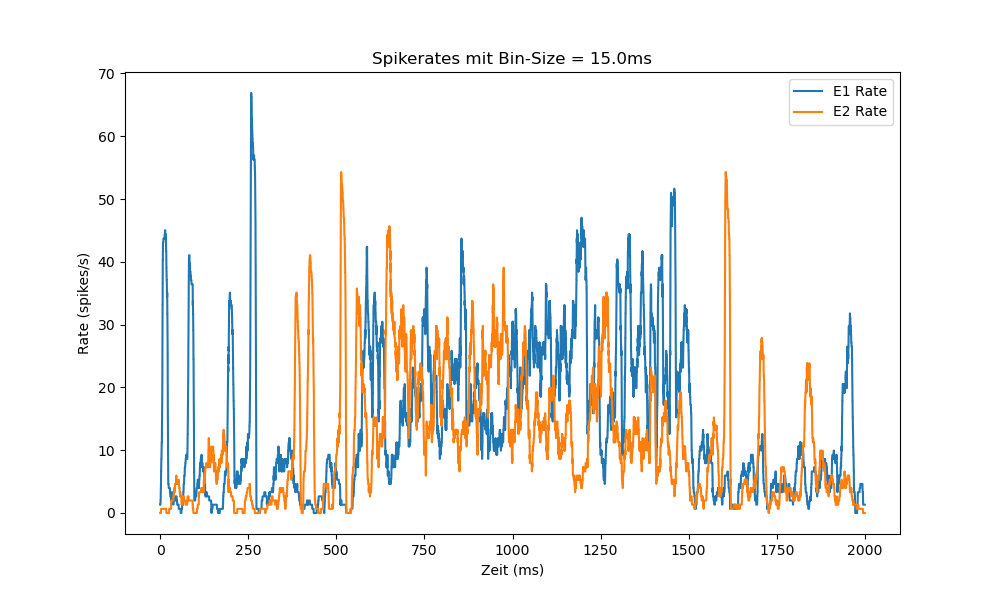 Spikerates mit Bin-Size = 15.0ms
70
60
50
40
30
20
10
0
Rate (spikes/s)
E1 Rate
E2 Rate
0 250 500 750 1000 1250 1500 1750 2000
Zeit (ms)